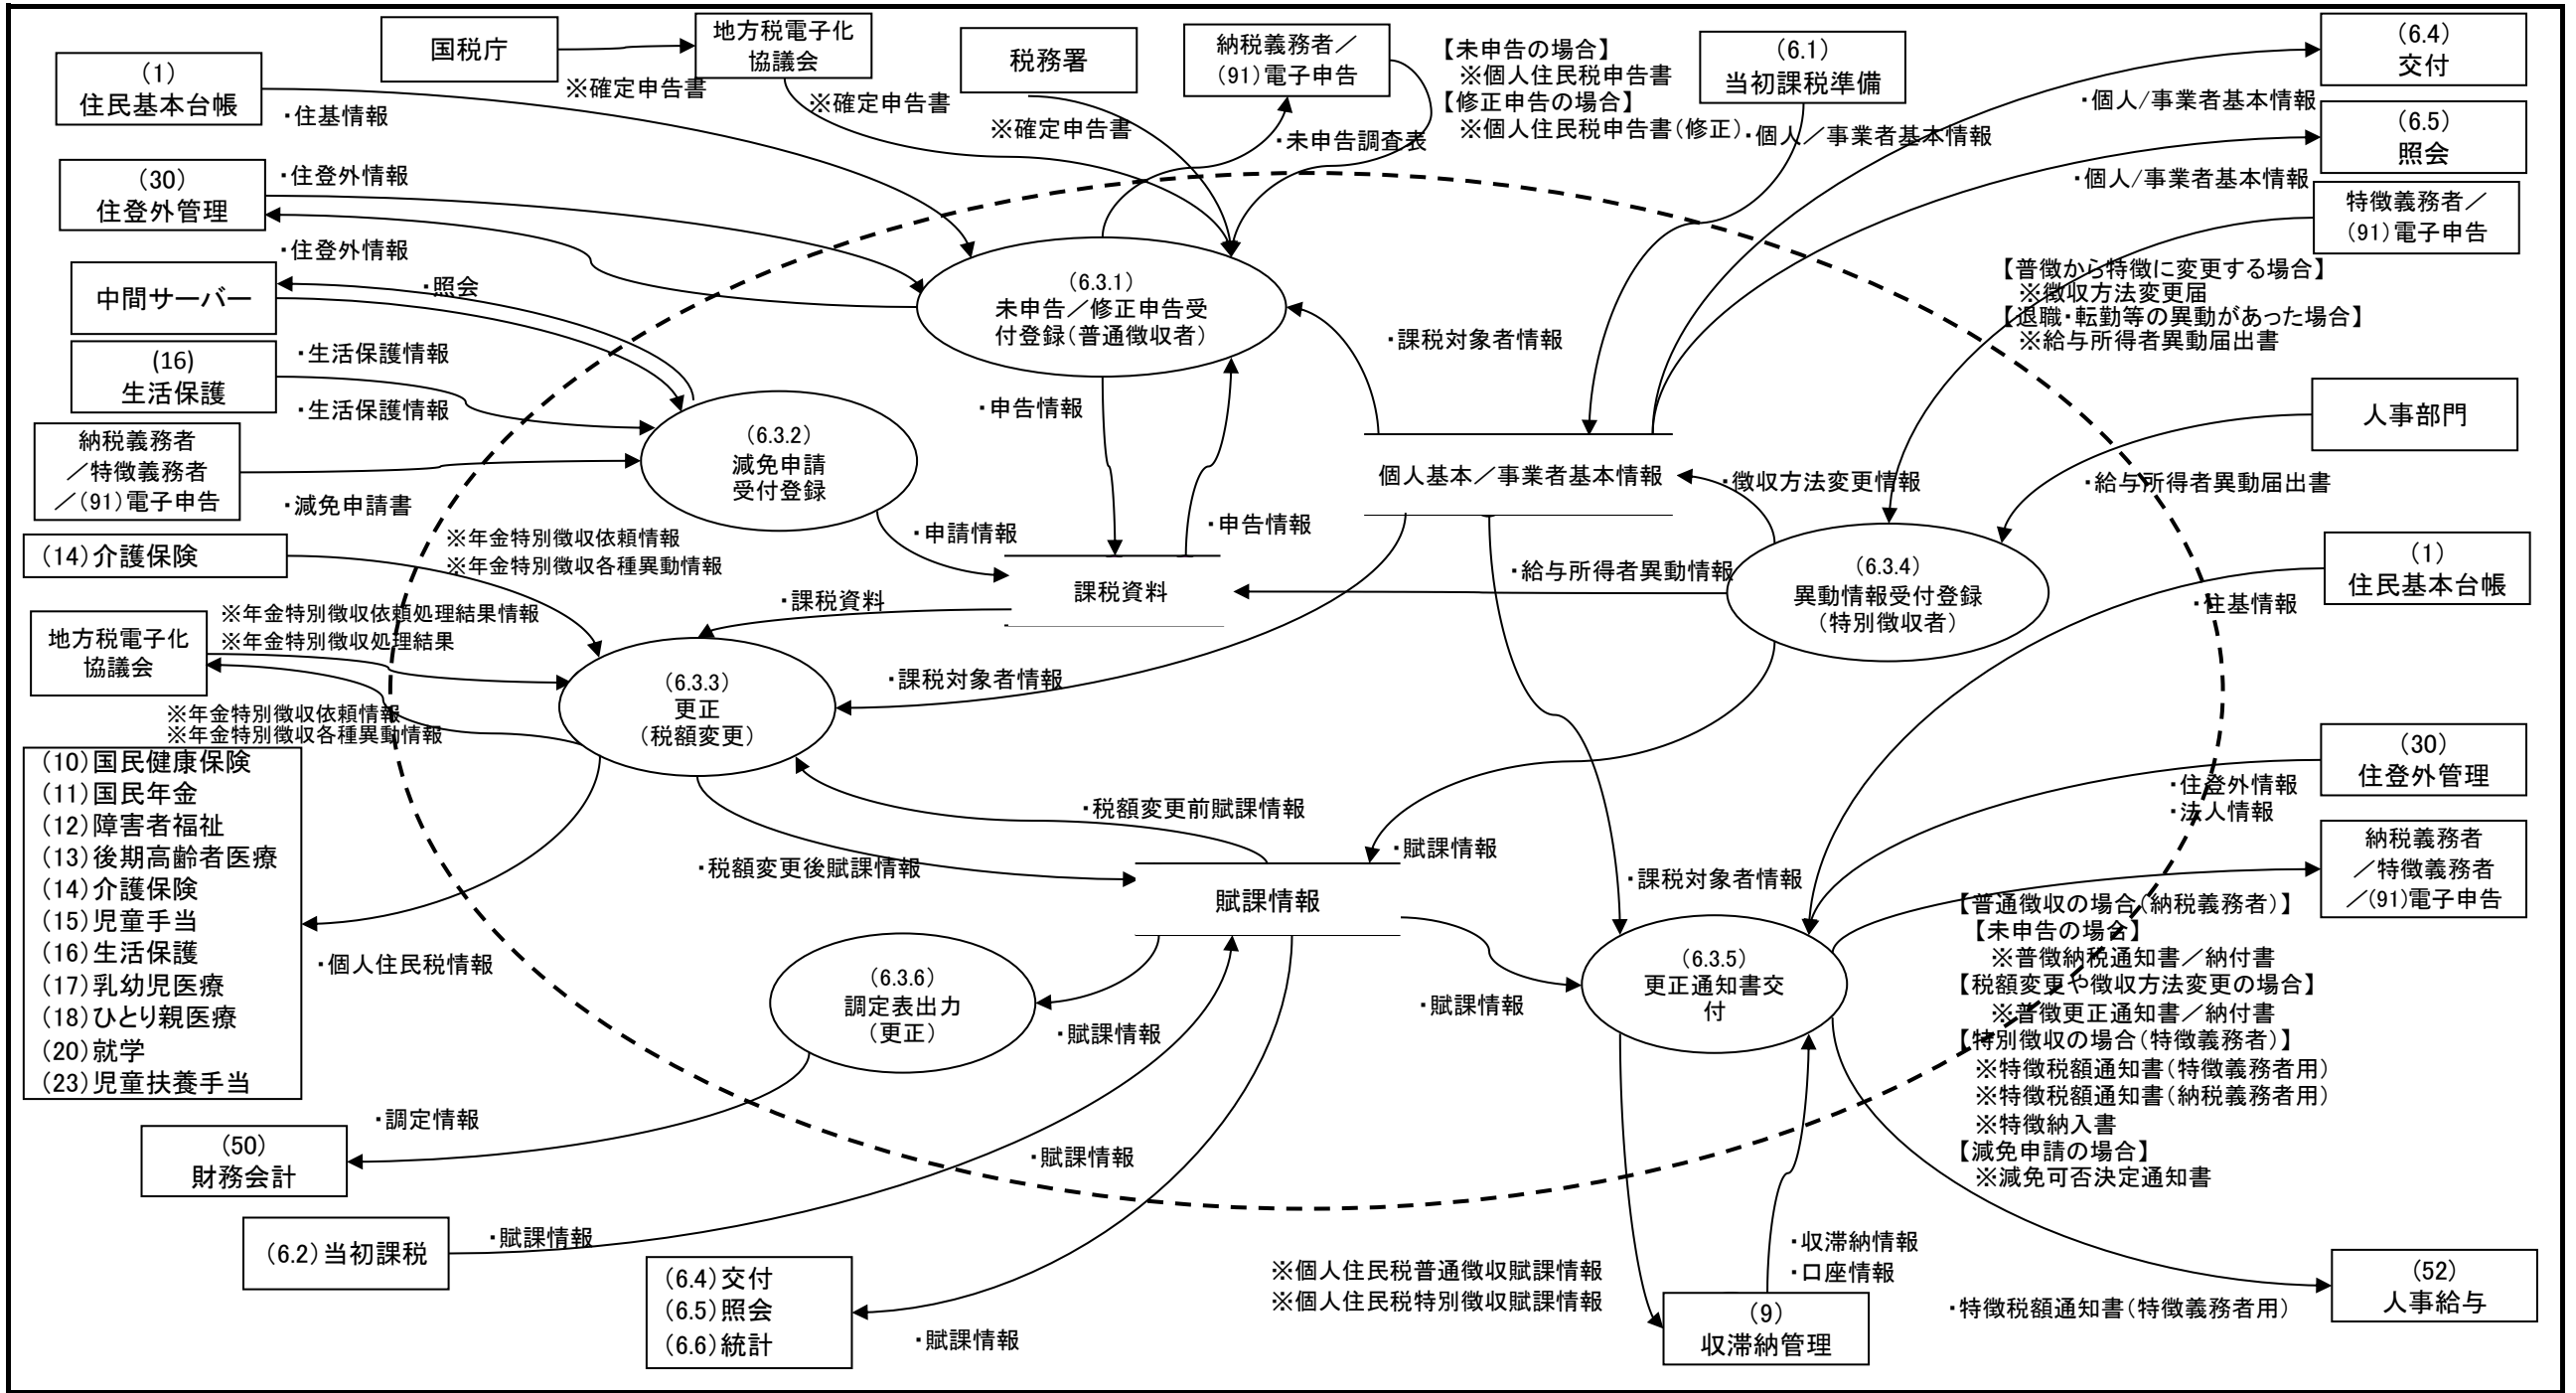 国税庁
地方税電子化
協議会
税務署
納税義務者／
(91)電子申告
【未申告の場合】
※個人住民税申告書
【修正申告の場合】
※個人住民税申告書(修正)
(6.1)
当初課税準備
(6.4)
交付
(1)
住民基本台帳
・住基情報
※確定申告書
※確定申告書
※確定申告書
・未申告調査表
・個人／事業者基本情報
・個人/事業者基本情報
(6.5)
照会
・個人/事業者基本情報
(30)
住登外管理
・住登外情報
・住登外情報
特徴義務者／
(91)電子申告
【普徴から特徴に変更する場合】
※徴収方法変更届
【退職・転勤等の異動があった場合】
※給与所得者異動届出書
中間サーバー
・照会
(6.3.1)
未申告／修正申告受
付登録(普通徴収者)
・課税対象者情報
(16)
生活保護
・生活保護情報
・生活保護情報
・申告情報
人事部門
納税義務者
／特徴義務者
／(91)電子申告
・減免申請書
(6.3.2)
減免申請
受付登録
個人基本／事業者基本情報
・徴収方法変更情報
・給与所得者異動届出書
※年金特別徴収依頼情報
※年金特別徴収各種異動情報
・申請情報
・申告情報
(14)介護保険
課税資料
・給与所得者異動情報
(6.3.4)
異動情報受付登録
(特別徴収者)
(1)
住民基本台帳
・住基情報
※年金特別徴収依頼処理結果情報
※年金特別徴収処理結果
地方税電子化
協議会
・課税資料
・課税対象者情報
(6.3.3)
更正
(税額変更)
※年金特別徴収依頼情報
※年金特別徴収各種異動情報
(10)国民健康保険
(11)国民年金
(12)障害者福祉
(13)後期高齢者医療
(14)介護保険
(15)児童手当
(16)生活保護
(17)乳幼児医療
(18)ひとり親医療
(20)就学
(23)児童扶養手当
・個人住民税情報
・税額変更前賦課情報
・税額変更後賦課情報
・賦課情報
賦課情報
・課税対象者情報
(30)
住登外管理
・住登外情報
・法人情報
納税義務者
／特徴義務者
／(91)電子申告
【普通徴収の場合(納税義務者)】
【未申告の場合】
※普徴納税通知書／納付書
【税額変更や徴収方法変更の場合】
※普徴更正通知書／納付書
【特別徴収の場合(特徴義務者)】
※特徴税額通知書(特徴義務者用)
※特徴税額通知書(納税義務者用)
※特徴納入書
【減免申請の場合】
※減免可否決定通知書
(6.3.6)
調定表出力
(更正)
・賦課情報
・賦課情報
(6.3.5)
更正通知書交
付
・調定情報
(50)
財務会計
・賦課情報
(6.2)当初課税
・賦課情報
(6.4)交付
(6.5)照会
(6.6)統計
・賦課情報
※個人住民税普通徴収賦課情報
※個人住民税特別徴収賦課情報
・収滞納情報
・口座情報
(9)
収滞納管理
・特徴税額通知書(特徴義務者用)
(52)
人事給与